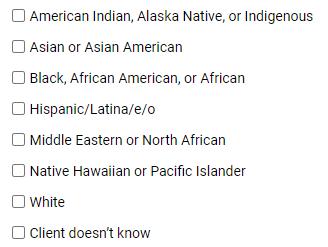 American Indian, Alaska Native, or Indigenous
Asian or Asian American
Black, African American, or African
Hispanic/Latina/e/o
Middle Eastern or North African
Native Hawaiian or Pacific Islander
White
Client doesn't know